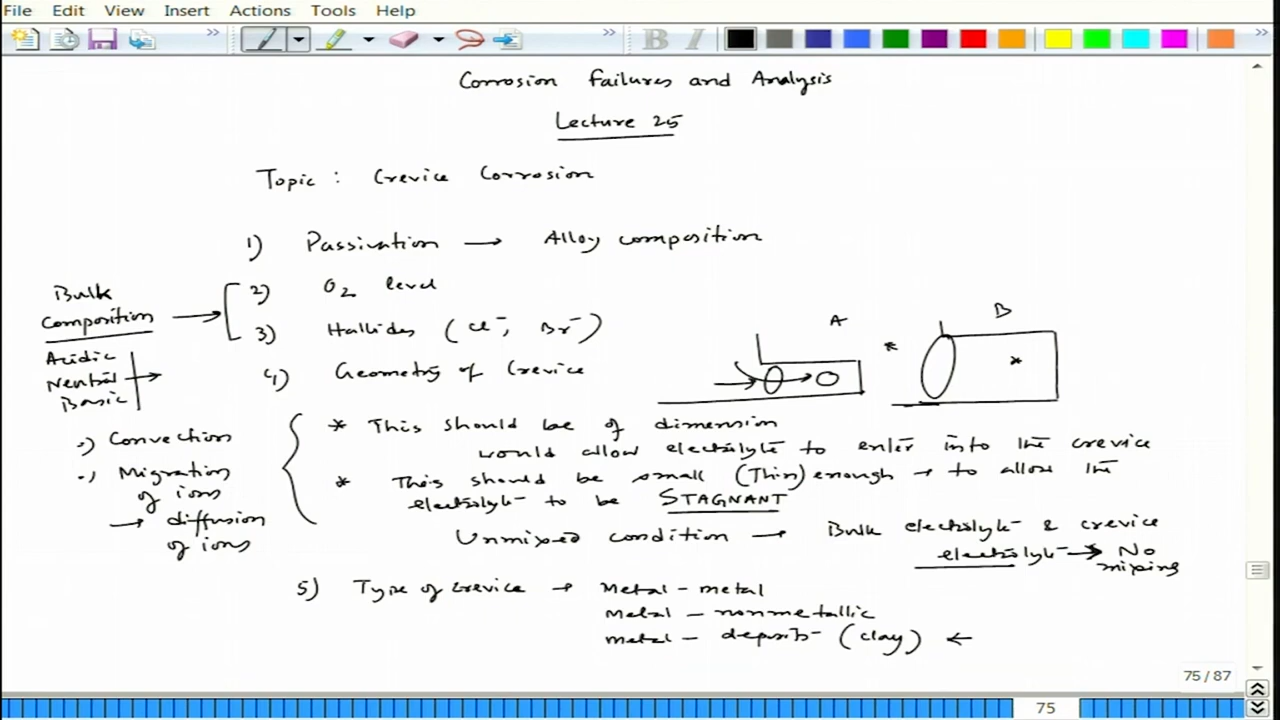 File Edit View Insert Actions Tools Help
Corrosion Failures and Analysis
Lecture 25
Topic : Crevice Corrosion
1) Passivation → Alloy composition
Bulk Composition →
2) O2 level
3) Hallides (Cl-, Br-)
Acidic
Neutral →
Basic
4) Geometry of Crevice
A
B
* This should be of dimension
would allow electrolyte to enter into the crevice
* This should be small (Thin) enough → to allow the
electrolyte to be STAGNANT
.) Convection
.) Migration
of ions
→ diffusion
of ions
Unmixed condition → Bulk electrolyte & crevice
electrolyte → No
mixing
5) Type of crevice → Metal - metal
metal - nonmetallic
metal - deposits (clay) ←
75 / 87
75